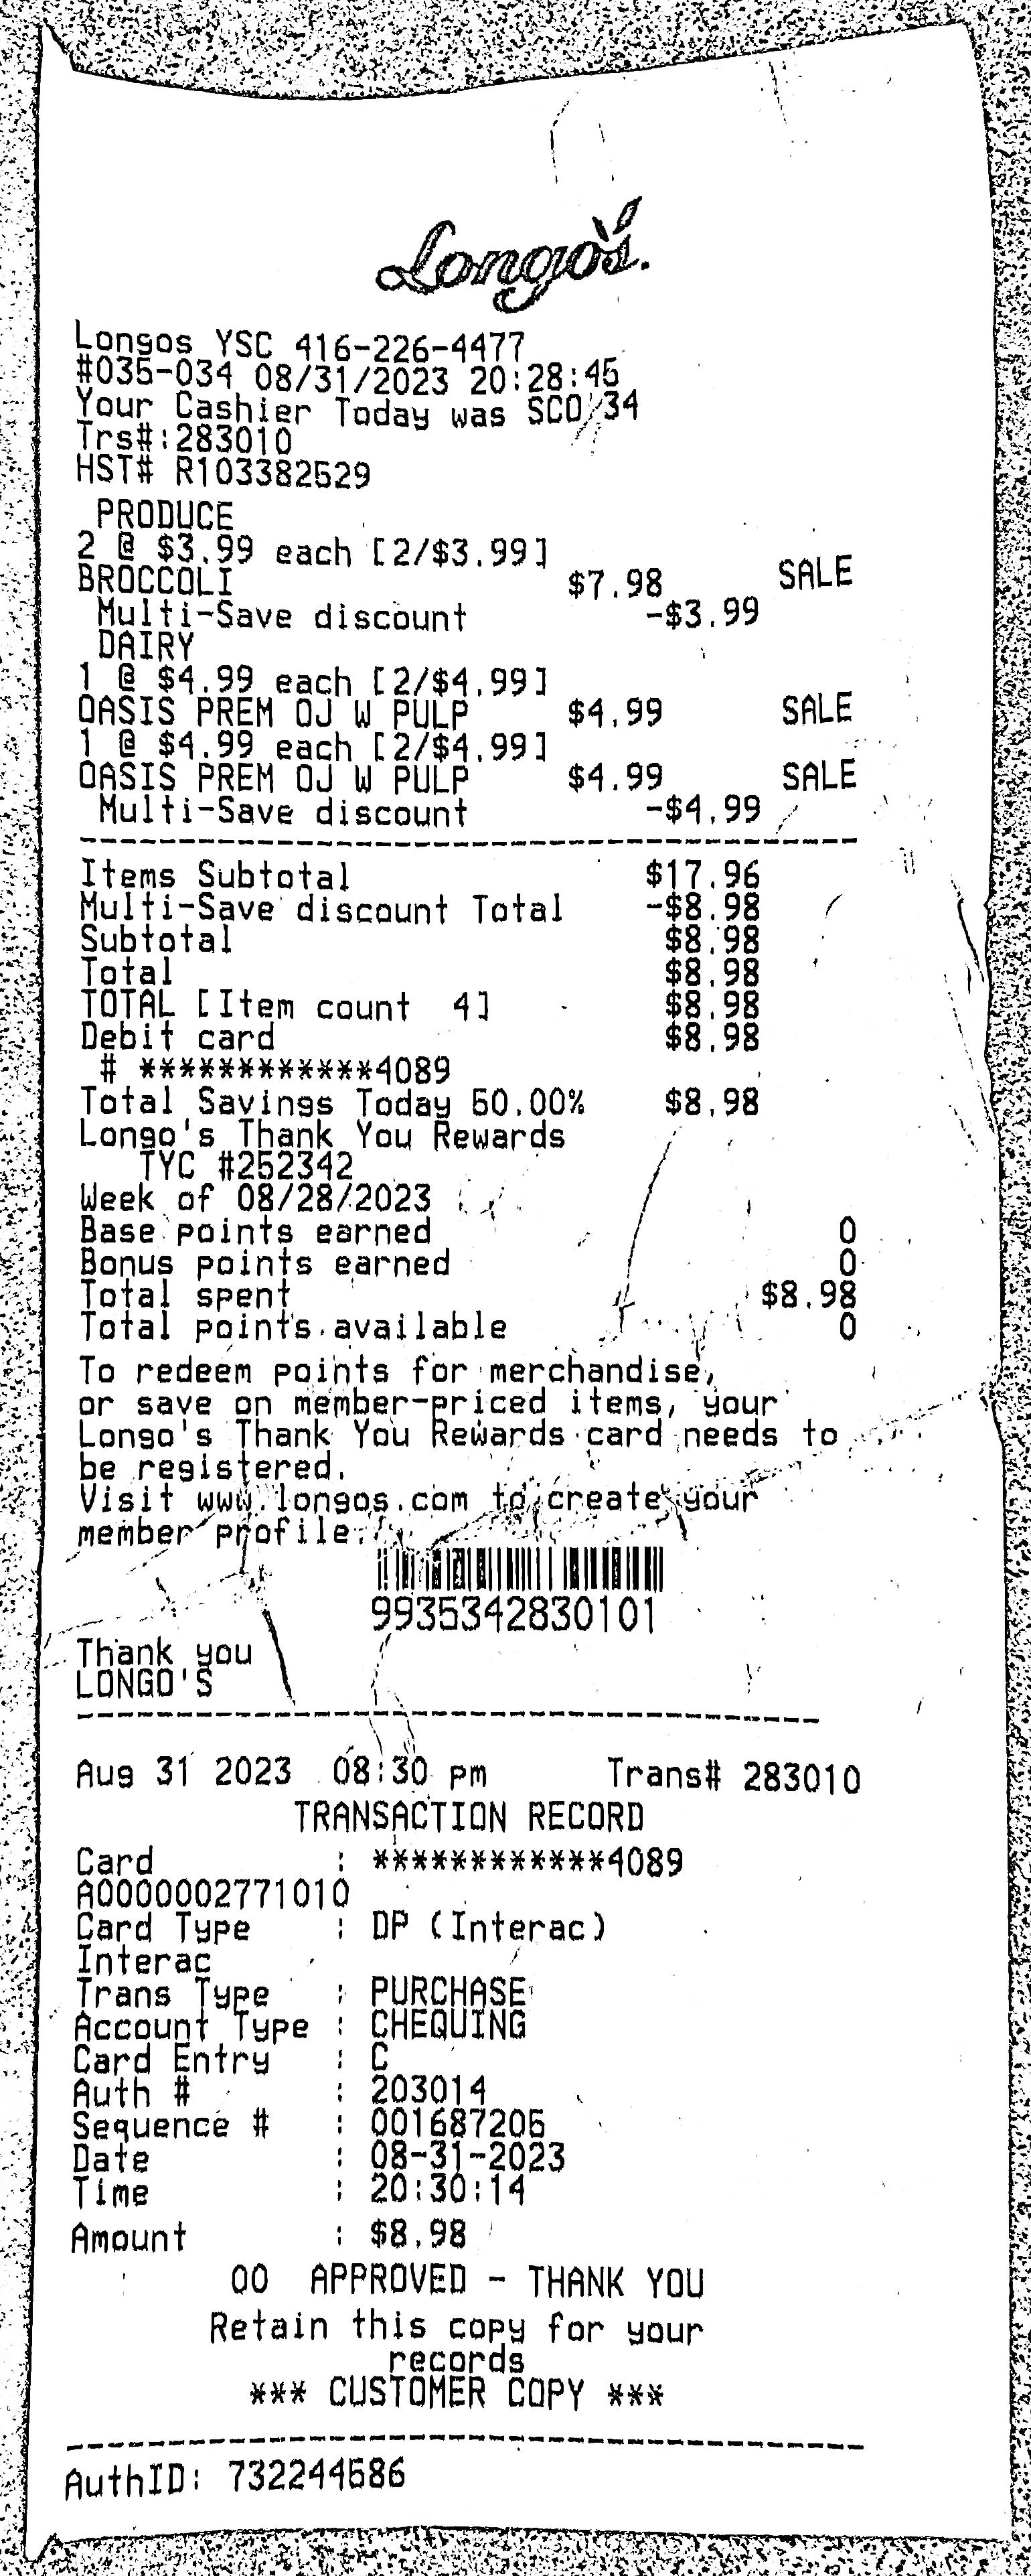 Longo's.
Longos YSC 416-226-4477
#035-034 08/31/2023 20:28:45
Your Cashier Today was SCO 34
Trs#:283010
HST# R103382529
PRODUCE
2 @ $3.99 each [2/$3.99]
BROCCOLI $7.98 SALE
Multi-Save discount -$3.99
DAIRY
1 @ $4.99 each [2/$4.99]
OASIS PREM OJ W PULP $4.99 SALE
1 @ $4.99 each [2/$4.99]
OASIS PREM OJ W PULP $4.99 SALE
Multi-Save discount -$4.99
--------------------------------
Items Subtotal $17.96
Multi-Save discount Total -$8.98
Subtotal $8.98
Total $8.98
TOTAL [Item count 4] $8.98
Debit card $8.98
# ************4089
Total Savings Today 50.00% $8.98
Longo's Thank You Rewards
TYC #252342
Week of 08/28/2023
Base points earned 0
Bonus points earned 0
Total spent $8.98
Total points available 0
To redeem points for merchandise,
or save on member-priced items, your
Longo's Thank You Rewards card needs to
be registered.
Visit www.longos.com to create your
member profile.
9935342830101
Thank you
LONGO'S
--------------------------------
Aug 31 2023 08:30 pm Trans# 283010
TRANSACTION RECORD
Card : ************4089
A0000002771010
Card Type : DP (Interac)
Interac
Trans Type : PURCHASE
Account Type : CHEQUING
Card Entry : C
Auth # : 203014
Sequence # : 001687205
Date : 08-31-2023
Time : 20:30:14
Amount : $8.98
00 APPROVED - THANK YOU
Retain this copy for your
records
*** CUSTOMER COPY ***
--------------------------------
AuthID: 732244586